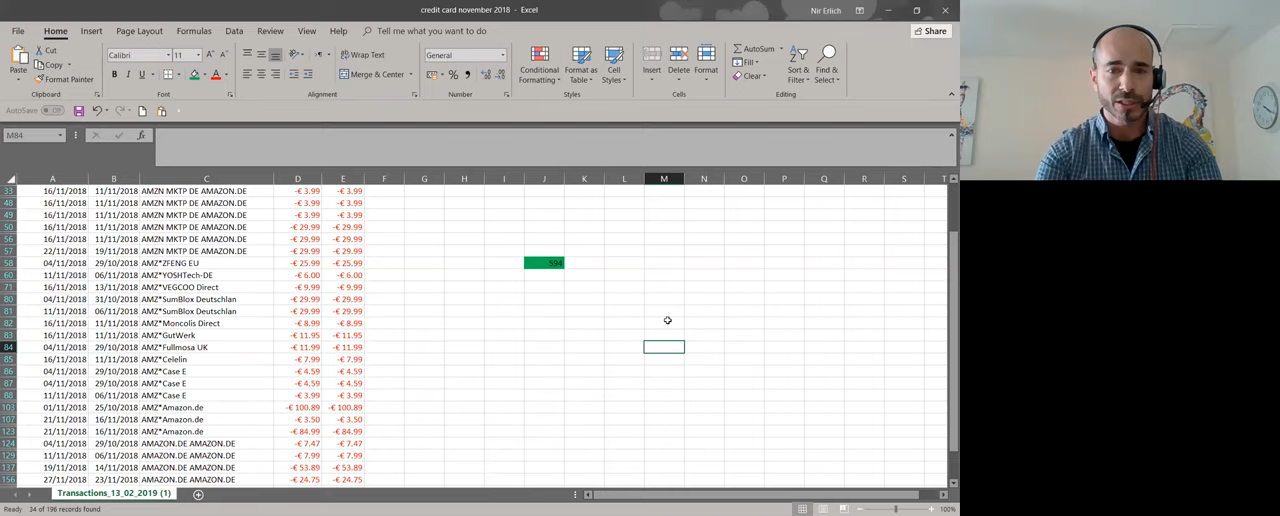 credit card november 2018 - Excel
Nir Erlich
File Home Insert Page Layout Formulas Data Review View Help Tell me what you want to do Share
Paste Cut Copy Format Painter Clipboard
Calibri 11 B I U A Font
Wrap Text Merge & Center Alignment
General % Number
Conditional Formatting Format as Table Cell Styles Styles
Insert Delete Format Cells
AutoSum Fill Clear Sort & Filter Find & Select Editing
AutoSave Off
M84 fx
A B C D E F G H I J K L M N O P Q R S T
33 16/11/2018 11/11/2018 AMZN MKTP DE AMAZON.DE -€ 3.99 -€ 3.99
48 16/11/2018 11/11/2018 AMZN MKTP DE AMAZON.DE -€ 3.99 -€ 3.99
49 16/11/2018 11/11/2018 AMZN MKTP DE AMAZON.DE -€ 3.99 -€ 3.99
50 16/11/2018 11/11/2018 AMZN MKTP DE AMAZON.DE -€ 29.99 -€ 29.99
56 16/11/2018 11/11/2018 AMZN MKTP DE AMAZON.DE -€ 29.99 -€ 29.99
57 22/11/2018 19/11/2018 AMZN MKTP DE AMAZON.DE -€ 29.99 -€ 29.99
58 04/11/2018 29/10/2018 AMZ*ZFENG EU -€ 25.99 -€ 25.99 594
60 11/11/2018 06/11/2018 AMZ*YOSHTech-DE -€ 6.00 -€ 6.00
71 16/11/2018 13/11/2018 AMZ*VEGCOO Direct -€ 9.99 -€ 9.99
80 04/11/2018 31/10/2018 AMZ*SumBlox Deutschlan -€ 29.99 -€ 29.99
81 11/11/2018 06/11/2018 AMZ*SumBlox Deutschlan -€ 29.99 -€ 29.99
82 16/11/2018 11/11/2018 AMZ*Moncolis Direct -€ 8.99 -€ 8.99
83 16/11/2018 11/11/2018 AMZ*GutWerk -€ 11.95 -€ 11.95
84 04/11/2018 29/10/2018 AMZ*Fullmosa UK -€ 11.99 -€ 11.99
85 16/11/2018 11/11/2018 AMZ*Celelin -€ 7.99 -€ 7.99
86 04/11/2018 29/10/2018 AMZ*Case E -€ 4.59 -€ 4.59
87 04/11/2018 29/10/2018 AMZ*Case E -€ 4.59 -€ 4.59
88 11/11/2018 06/11/2018 AMZ*Case E -€ 3.99 -€ 3.99
103 01/11/2018 25/10/2018 AMZ*Amazon.de -€ 100.89 -€ 100.89
107 21/11/2018 16/11/2018 AMZ*Amazon.de -€ 3.50 -€ 3.50
123 21/11/2018 16/11/2018 AMZ*Amazon.de -€ 84.99 -€ 84.99
124 04/11/2018 29/10/2018 AMAZON.DE AMAZON.DE -€ 7.47 -€ 7.47
129 11/11/2018 06/11/2018 AMAZON.DE AMAZON.DE -€ 7.99 -€ 7.99
137 19/11/2018 14/11/2018 AMAZON.DE AMAZON.DE -€ 53.89 -€ 53.89
156 27/11/2018 23/11/2018 AMAZON.DE AMAZON.DE -€ 24.75 -€ 24.75
Transactions_13_02_2019 (1)
Ready 34 of 196 records found 100%